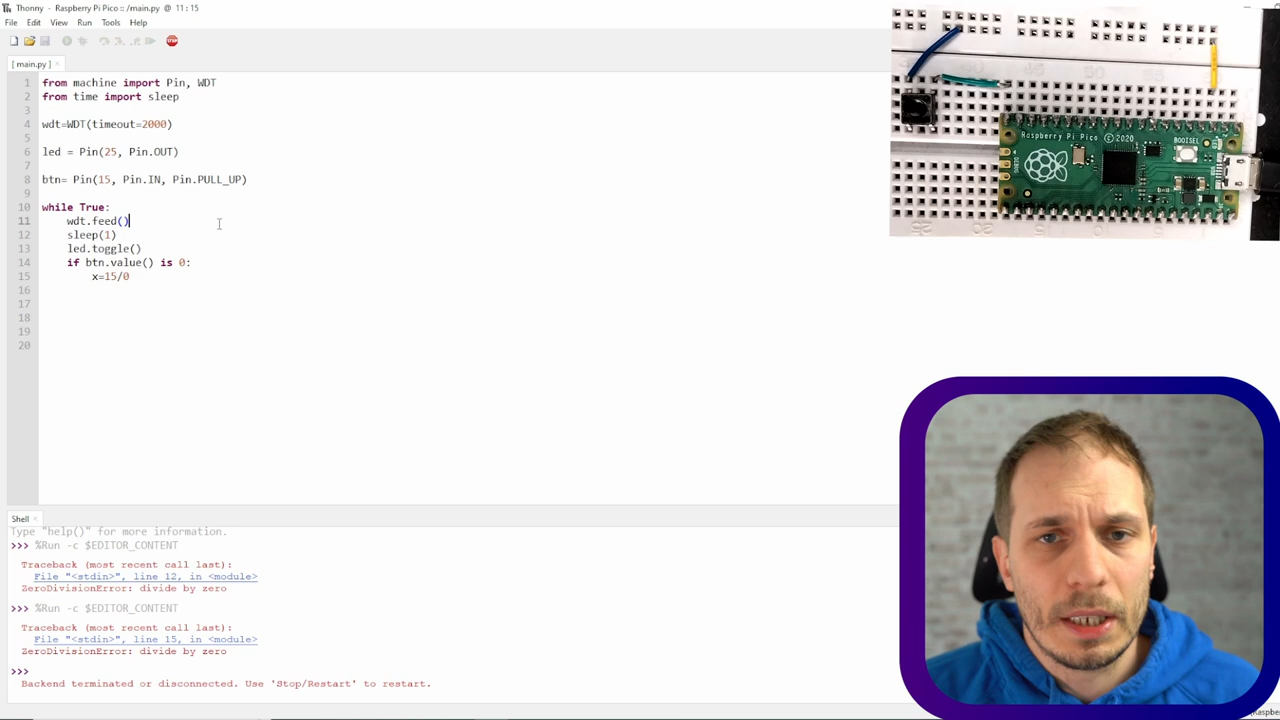 Thonny - Raspberry Pi Pico :: /main.py @ 11 : 15
File Edit View Run Tools Help
[ main.py ]
1 from machine import Pin, WDT
2 from time import sleep
3
4 wdt=WDT(timeout=2000)
5
6 led = Pin(25, Pin.OUT)
7
8 btn= Pin(15, Pin.IN, Pin.PULL_UP)
9
10 while True:
11 wdt.feed()
12 sleep(1)
13 led.toggle()
14 if btn.value() is 0:
15 x=15/0
16
17
18
19
20
Shell
Type "help()" for more information.
>>> %Run -c $EDITOR_CONTENT
Traceback (most recent call last):
File "<stdin>", line 12, in <module>
ZeroDivisionError: divide by zero
>>> %Run -c $EDITOR_CONTENT
Traceback (most recent call last):
File "<stdin>", line 15, in <module>
ZeroDivisionError: divide by zero
>>>
Backend terminated or disconnected. Use 'Stop/Restart' to restart.
Raspberry Pi Pico ©2020
BOOTSEL
DEBUG